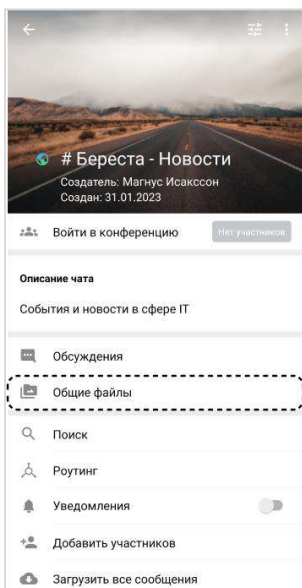 # Береста - Новости
Создатель: Магнус Исакссон
Создан: 31.01.2023
Войти в конференцию Нет участников
Описание чата
События и новости в сфере IT
Обсуждения
Общие файлы
Поиск
Роутинг
Уведомления
Добавить участников
Загрузить все сообщения